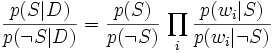 p(S|D) / p(¬S|D) = p(S) / p(¬S) ∏_i p(w_i|S) / p(w_i|¬S)